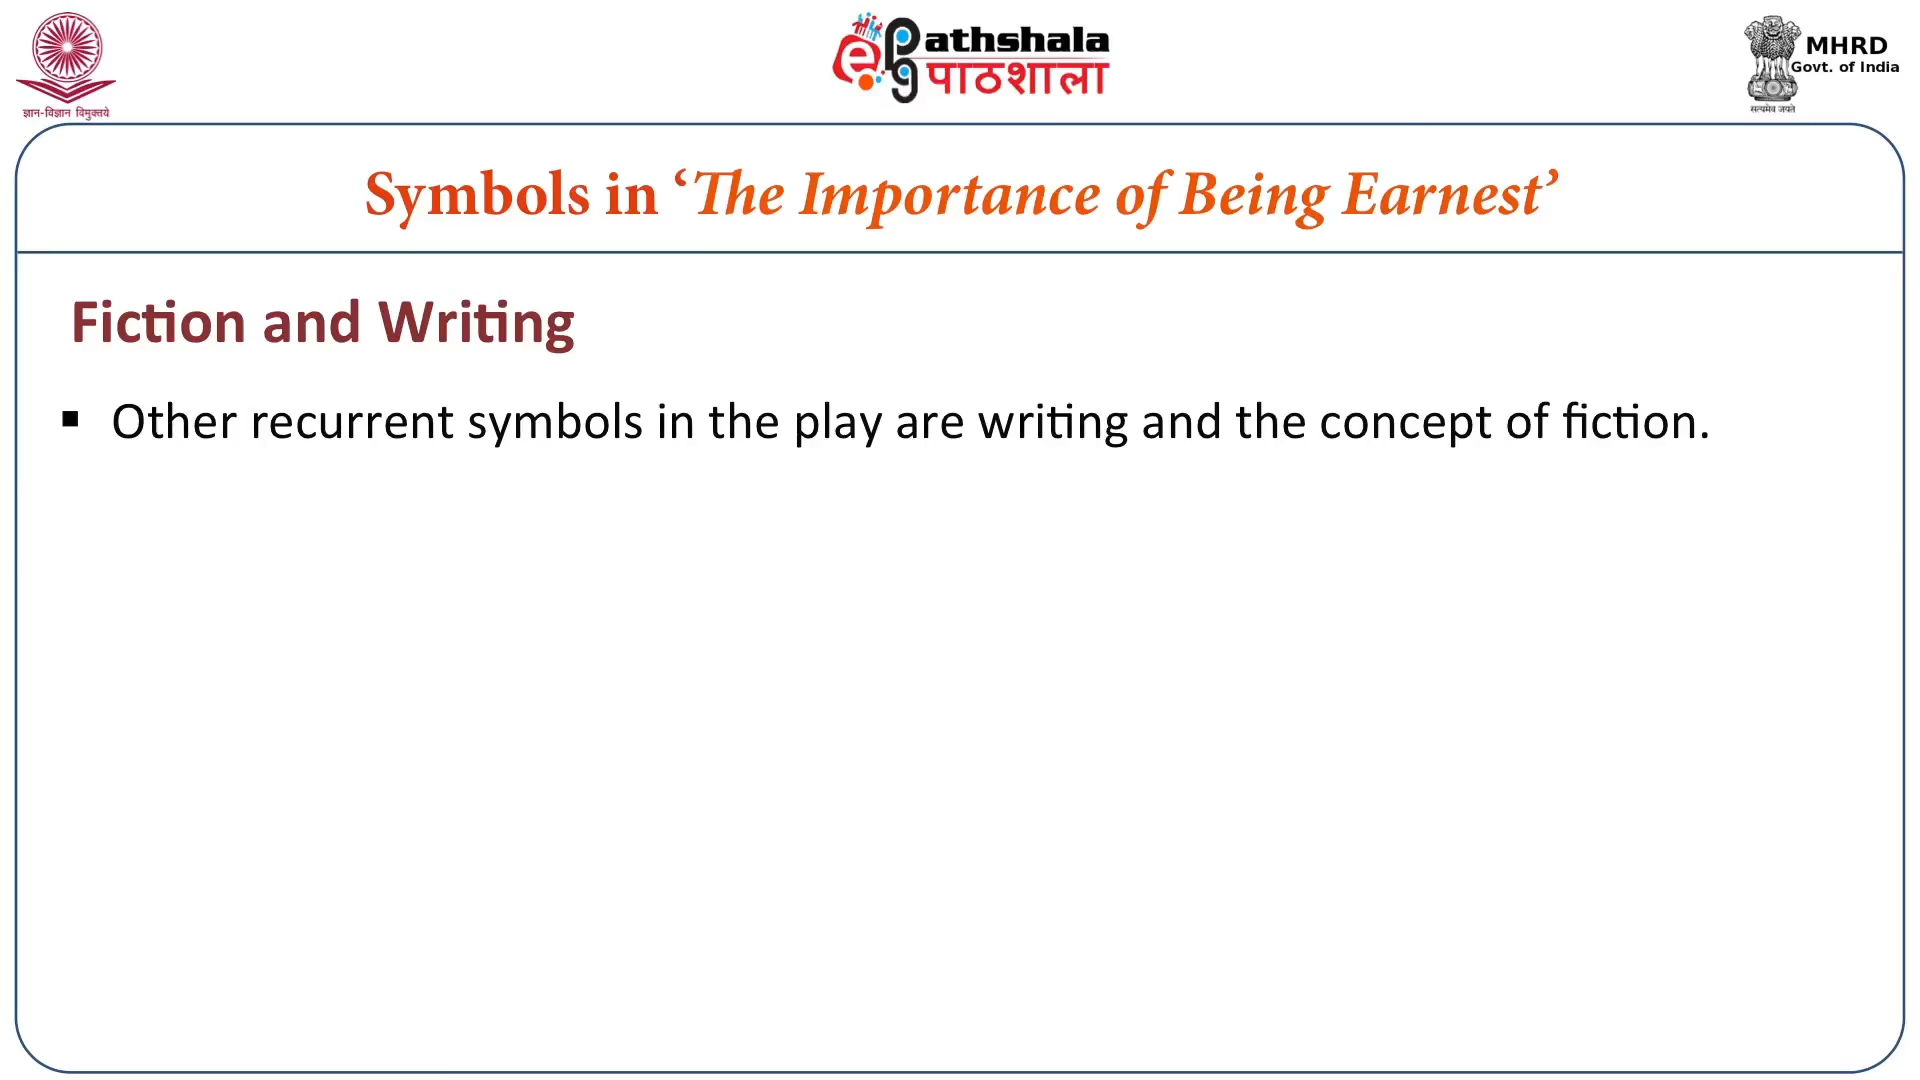 ज्ञान-विज्ञान विमुक्तये
ePathshala
पाठशाला
MHRD
Govt. of India
सत्यमेव जयते
Symbols in ‘The Importance of Being Earnest’
Fiction and Writing
▪ Other recurrent symbols in the play are writing and the concept of fiction.